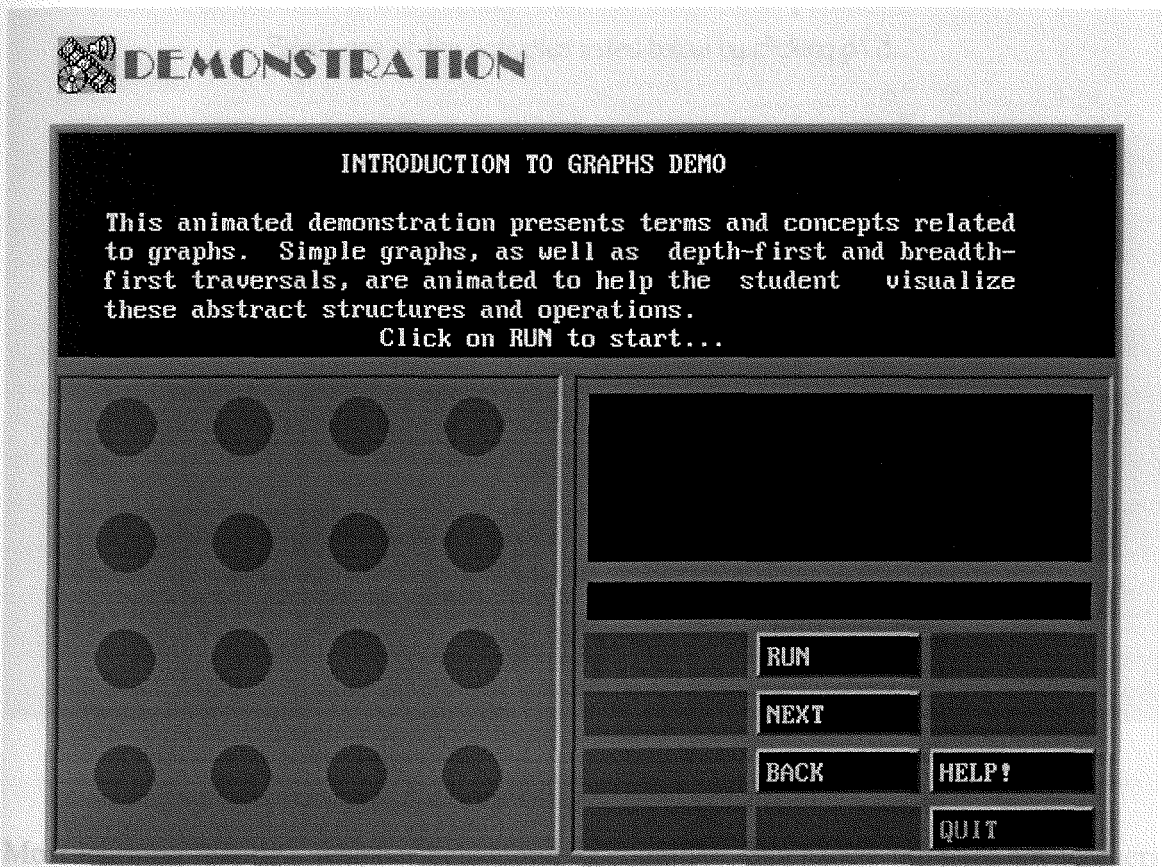 DEMONSTRATION
INTRODUCTION TO GRAPHS DEMO
This animated demonstration presents terms and concepts related
to graphs. Simple graphs, as well as depth-first and breadth-
first traversals, are animated to help the student visualize
these abstract structures and operations.
Click on RUN to start...
RUN
NEXT
BACK
HELP!
QUIT